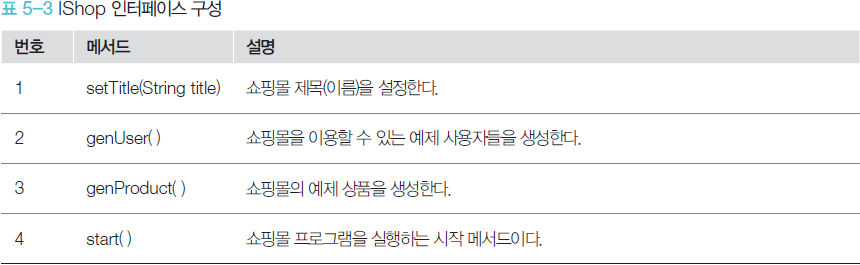 표 5–3 IShop 인터페이스 구성
번호 메서드 설명
1 setTitle(String title) 쇼핑몰 제목(이름)을 설정한다.
2 genUser( ) 쇼핑몰을 이용할 수 있는 예제 사용자들을 생성한다.
3 genProduct( ) 쇼핑몰의 예제 상품을 생성한다.
4 start( ) 쇼핑몰 프로그램을 실행하는 시작 메서드이다.